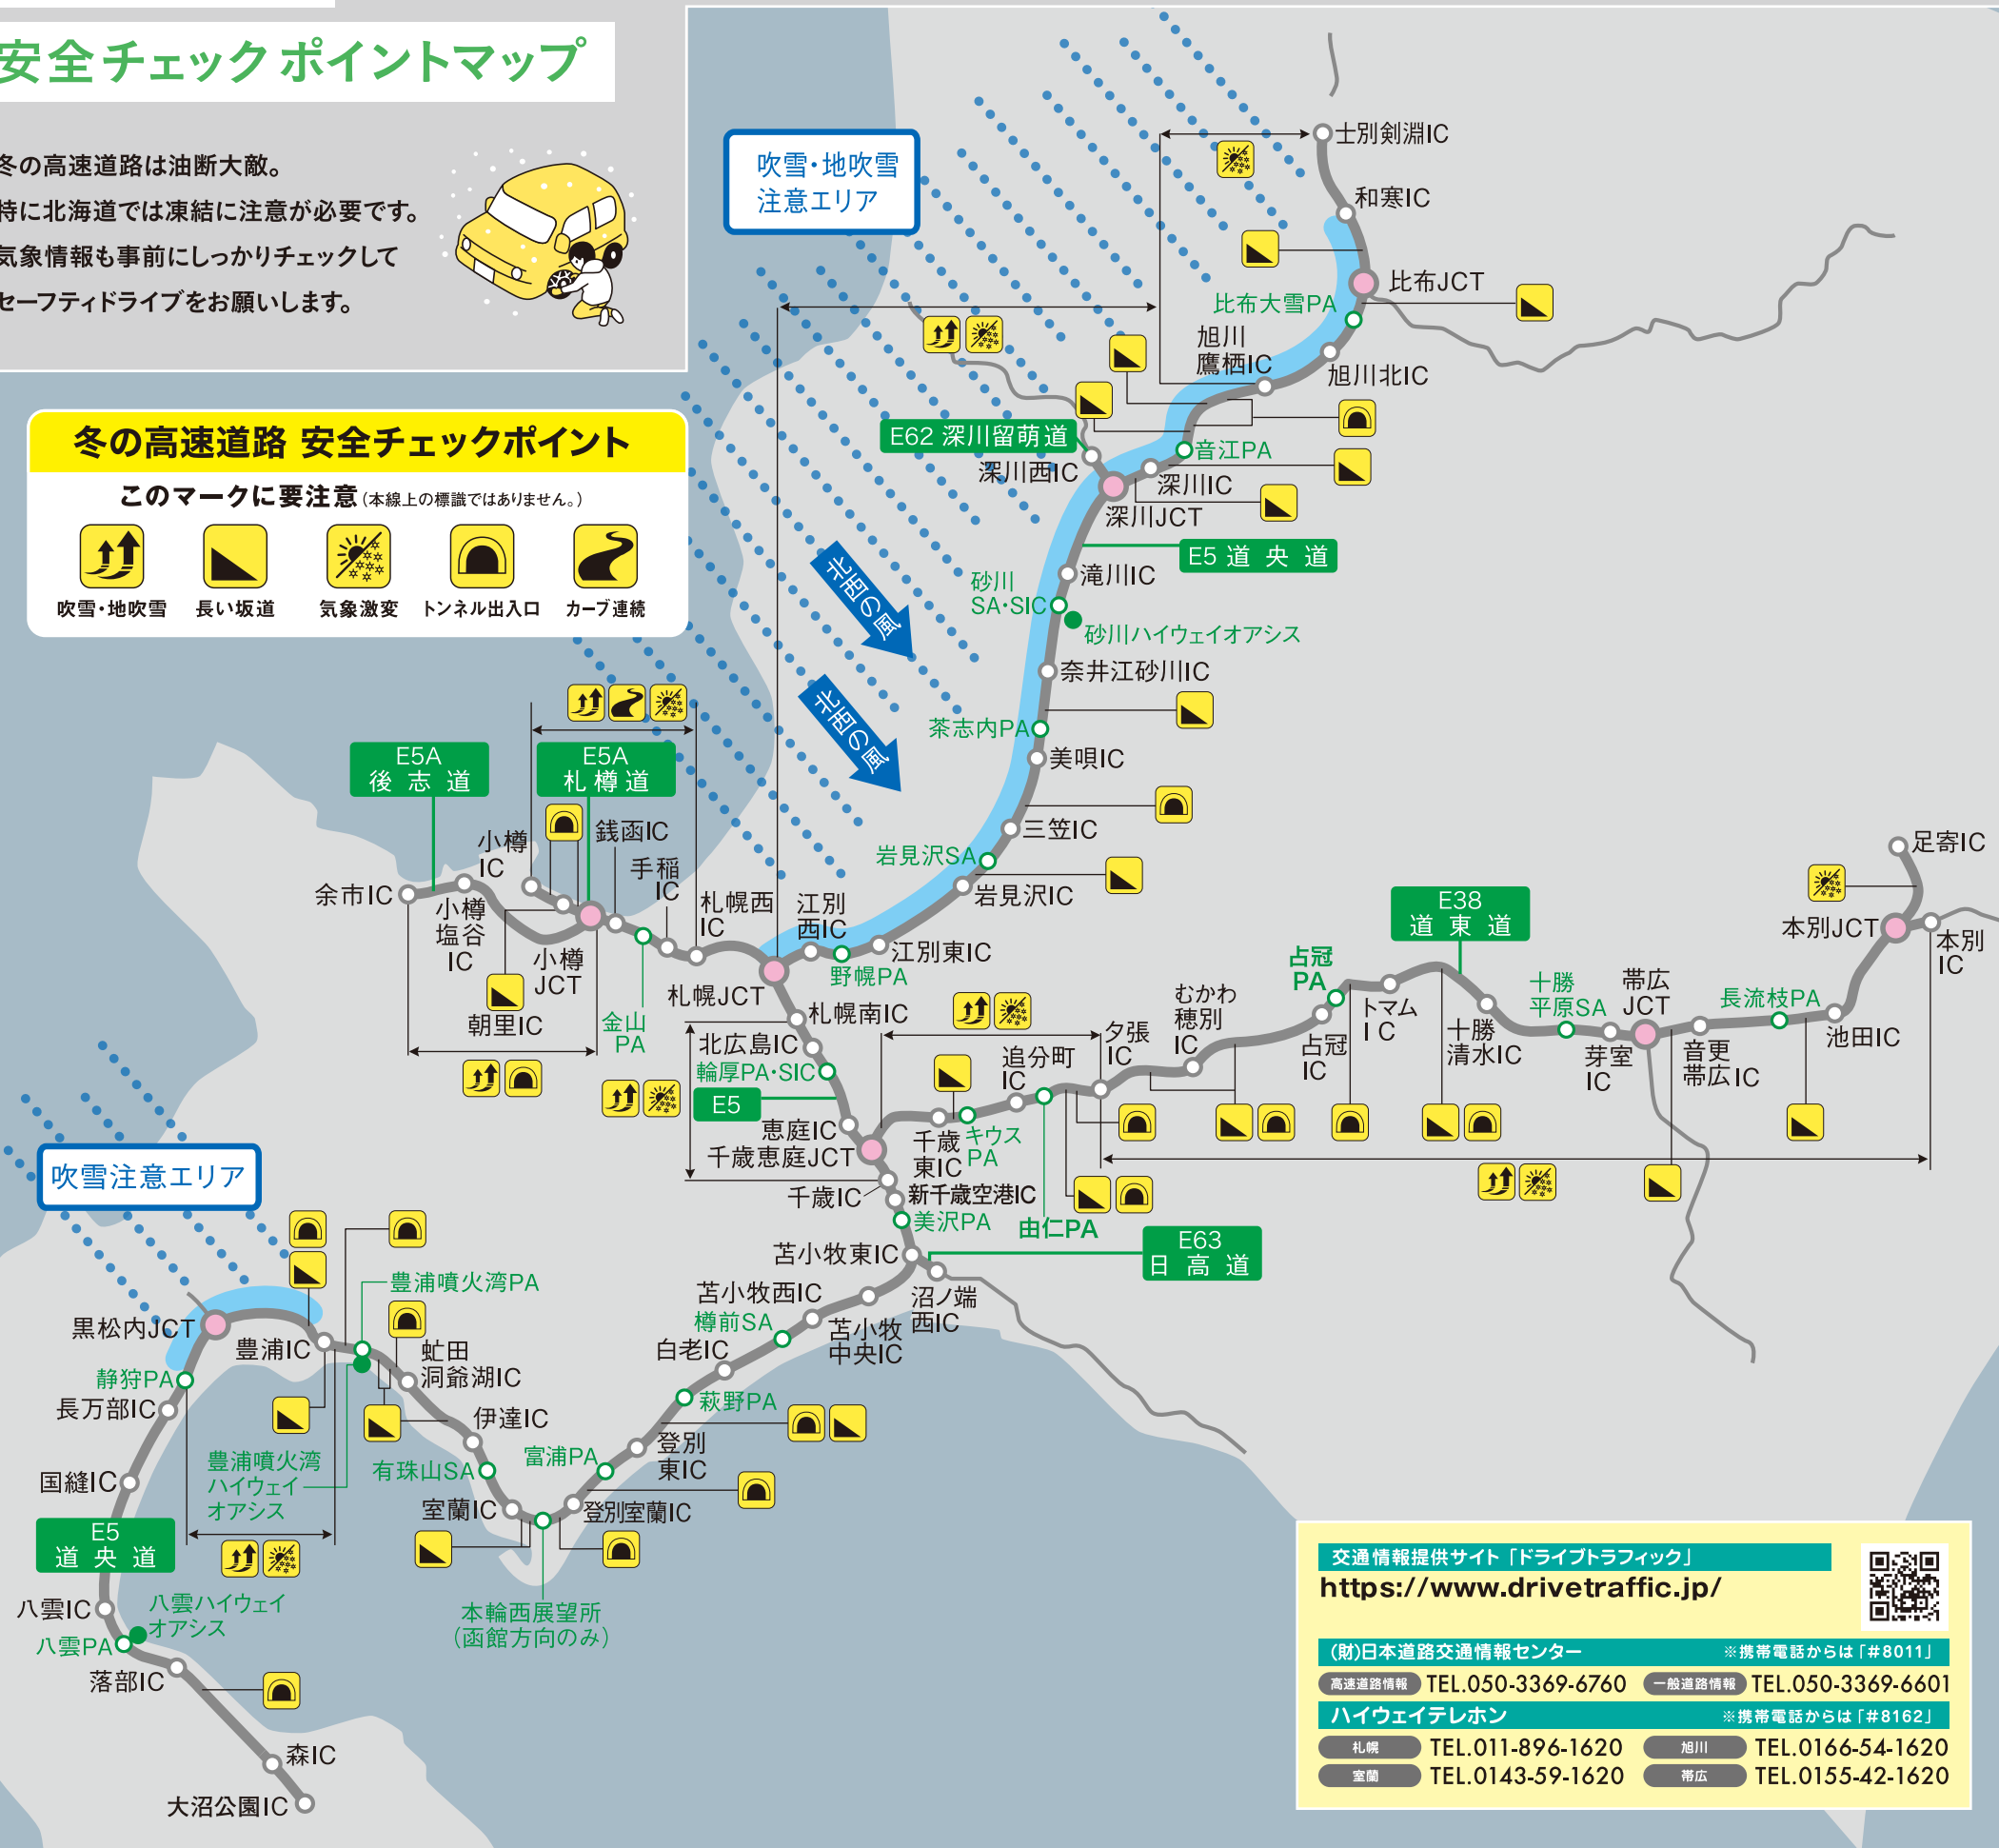 安全チェックポイントマップ
冬の高速道路は油断大敵。
特に北海道では凍結に注意が必要です。
気象情報も事前にしっかりチェックして
セーフティドライブをお願いします。
吹雪・地吹雪
注意エリア
冬の高速道路 安全チェックポイント
このマークに要注意(本線上の標識ではありません。)
吹雪・地吹雪
長い坂道
気象激変
トンネル出入口
カーブ連続
士別剣淵IC
和寒IC
比布JCT
比布大雪PA
旭川
鷹栖IC
旭川北IC
E62 深川留萌道
深川西IC
音江PA
深川IC
深川JCT
E5 道央道
滝川IC
砂川
SA・SIC
砂川ハイウェイオアシス
奈井江砂川IC
茶志内PA
美唄IC
三笠IC
岩見沢SA
岩見沢IC
北西の風
北西の風
E5A
後志道
E5A
札樽道
小樽
IC
銭函IC
手稲
IC
札幌西
IC
江別
西IC
江別東IC
野幌PA
余市IC
小樽
塩谷
IC
小樽
JCT
朝里IC
金山
PA
札幌JCT
札幌南IC
北広島IC
輪厚PA・SIC
E5
恵庭IC
千歳恵庭JCT
千歳IC
新千歳空港IC
美沢PA
千歳
東IC
キウス
PA
追分町
IC
由仁PA
夕張
IC
むかわ
穂別
IC
占冠
PA
占冠
IC
トマム
IC
E38
道東道
十勝
清水IC
十勝
平原SA
芽室
IC
帯広
JCT
音更
帯広IC
長流枝PA
池田IC
本別JCT
本別
IC
足寄IC
E63
日高道
苫小牧東IC
沼ノ端
西IC
苫小牧西IC
苫小牧
中央IC
樽前SA
白老IC
萩野PA
登別
東IC
富浦PA
登別室蘭IC
室蘭IC
本輪西展望所
(函館方向のみ)
有珠山SA
伊達IC
虻田
洞爺湖IC
豊浦噴火湾PA
豊浦噴火湾
ハイウェイ
オアシス
豊浦IC
吹雪注意エリア
黒松内JCT
静狩PA
長万部IC
国縫IC
E5
道央道
八雲IC
八雲ハイウェイ
オアシス
八雲PA
落部IC
森IC
大沼公園IC
交通情報提供サイト「ドライブトラフィック」
https://www.drivetraffic.jp/
(財)日本道路交通情報センター ※携帯電話からは「#8011」
高速道路情報 TEL.050-3369-6760 一般道路情報 TEL.050-3369-6601
ハイウェイテレホン ※携帯電話からは「#8162」
札幌 TEL.011-896-1620 旭川 TEL.0166-54-1620
室蘭 TEL.0143-59-1620 帯広 TEL.0155-42-1620